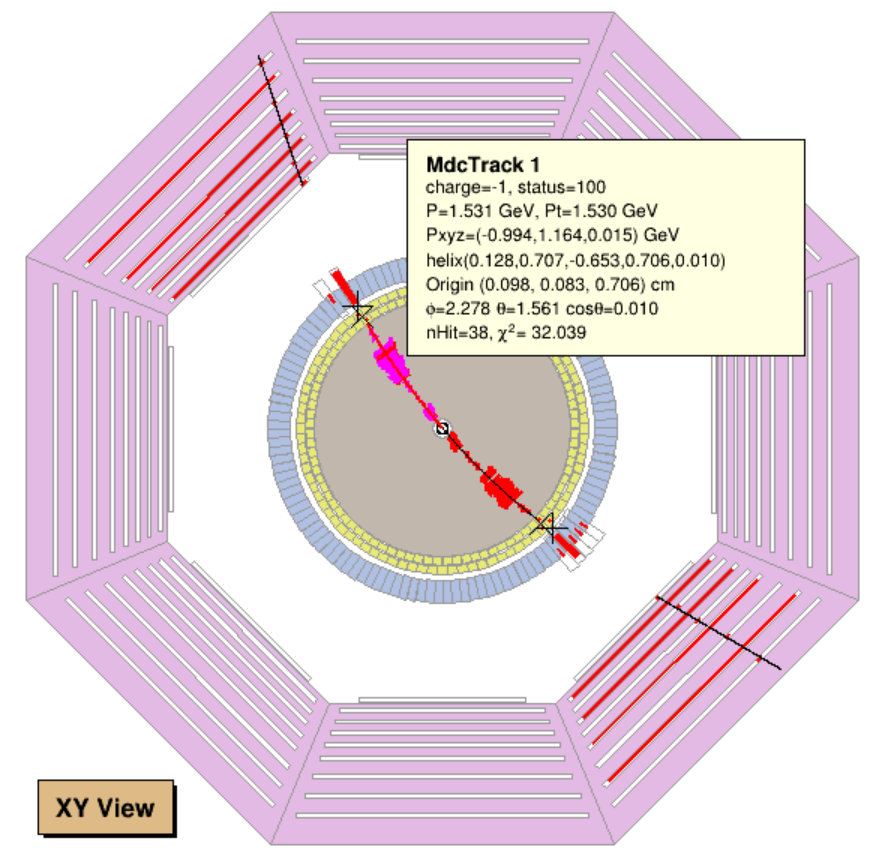 MdcTrack 1
charge=-1, status=100
P=1.531 GeV, Pt=1.530 GeV
Pxyz=(-0.994,1.164,0.015) GeV
helix(0.128,0.707,-0.653,0.706,0.010)
Origin (0.098, 0.083, 0.706) cm
ϕ=2.278 θ=1.561 cosθ=0.010
nHit=38, χ²= 32.039
XY View